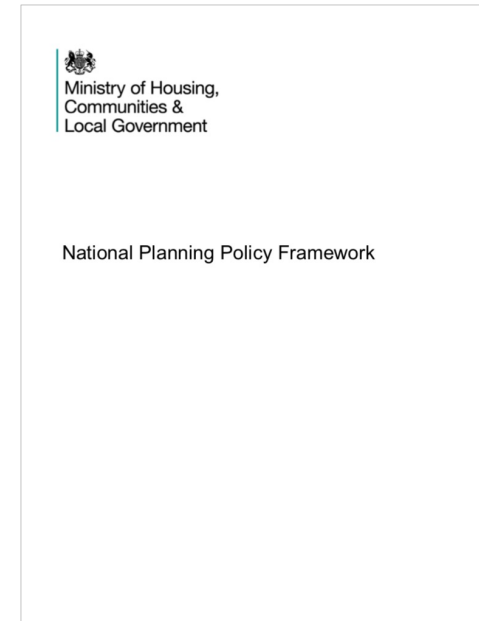 Ministry of Housing,
Communities &
Local Government
National Planning Policy Framework